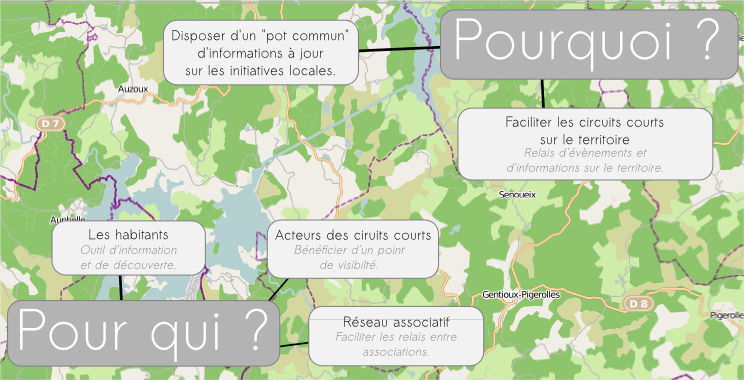 Disposer d'un "pot commun"
d'informations à jour
sur les initiatives locales.
Pourquoi ?
Auzoux
D 7
Faciliter les circuits courts
sur le territoire
Relais d'évènements et
d'informations sur le territoire.
Senoueix
Les habitants
Outil d'information
et de découverte.
Acteurs des ciruits courts
Bénéficier d'un point
de visibilté.
Gentioux-Pigerolles
D 8
Pour qui ?
Réseau associatif
Faciliter les relais entre
associations.